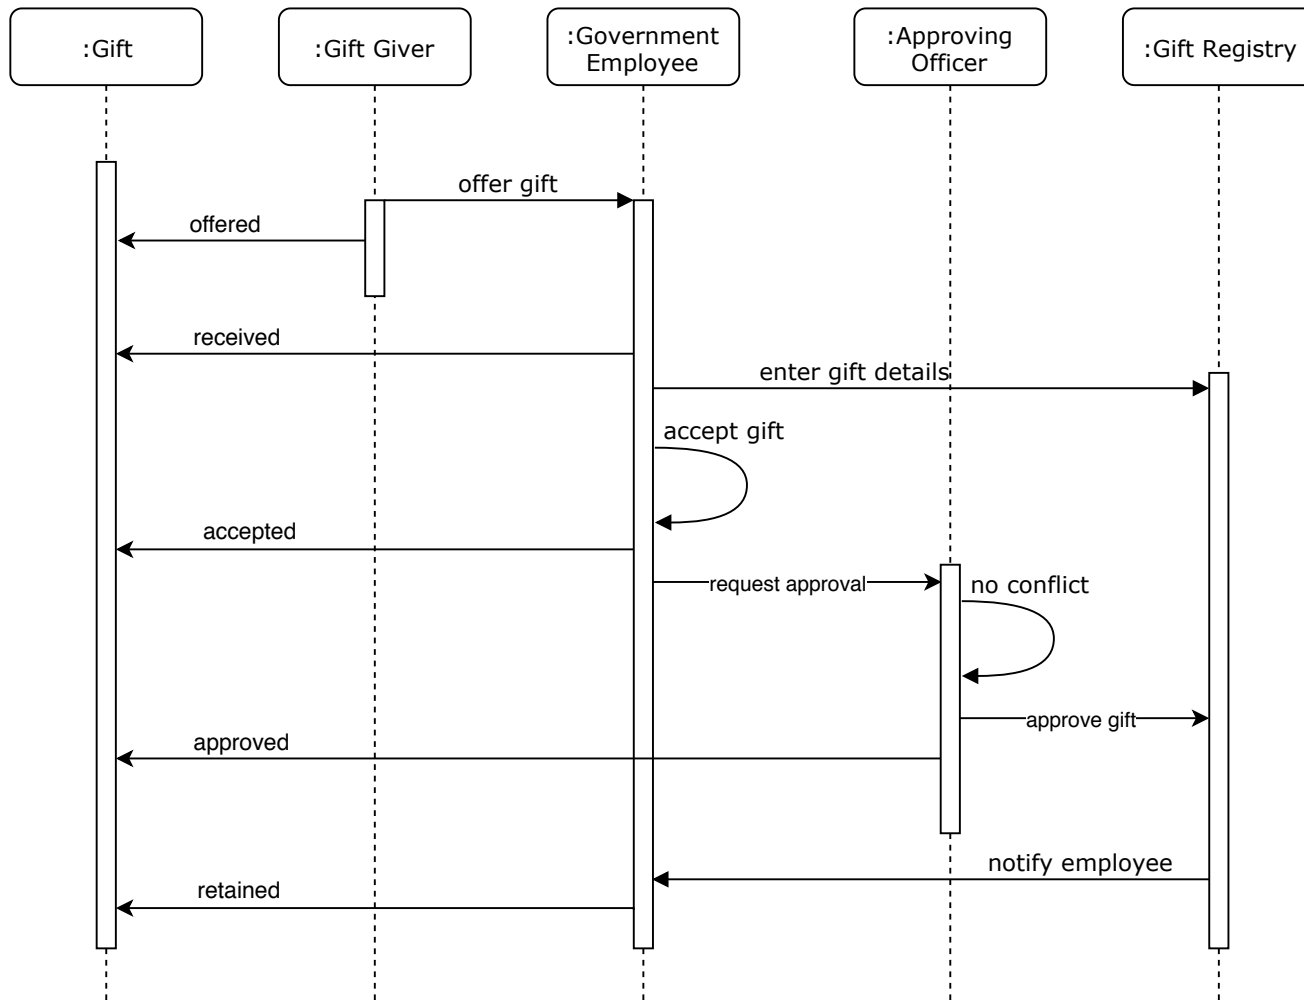 :Gift
:Gift Giver
:Government
Employee
:Approving
Officer
:Gift Registry
offer gift
offered
received
enter gift details
accept gift
accepted
request approval
no conflict
approve gift
approved
notify employee
retained